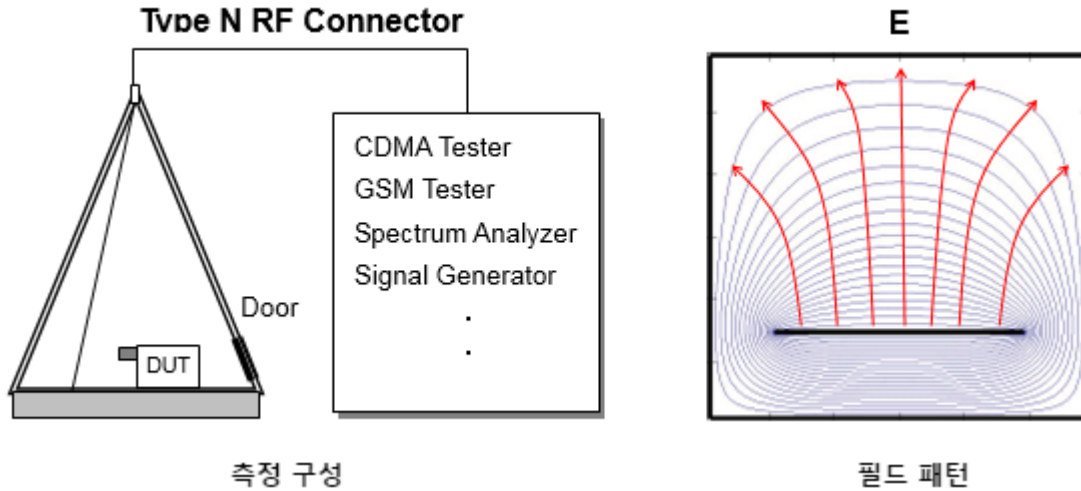 Type N RF Connector
CDMA Tester
GSM Tester
Spectrum Analyzer
Signal Generator
.
.
Door
DUT
측정 구성
E
필드 패턴